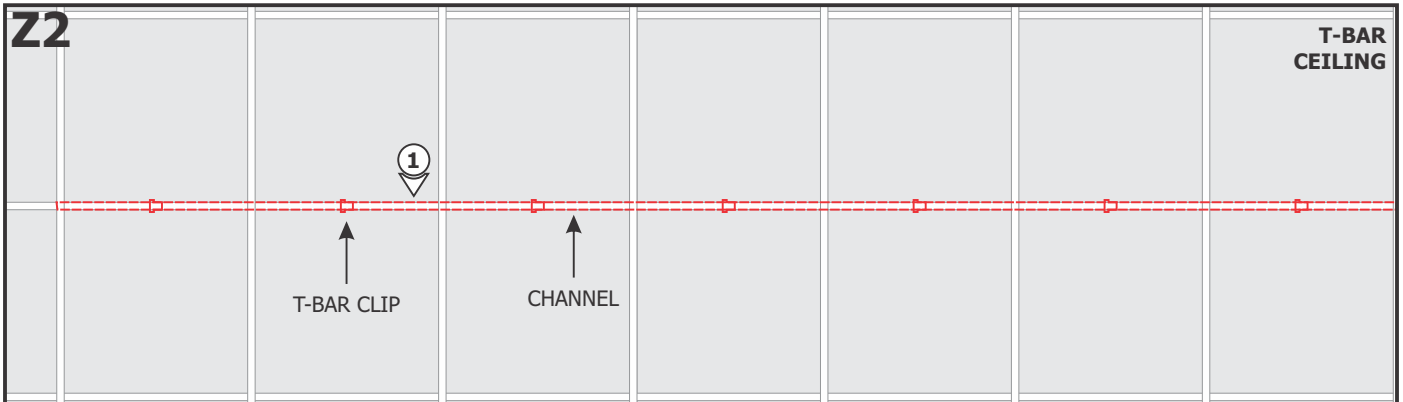 Z2
T-BAR
CEILING
1
T-BAR CLIP
CHANNEL